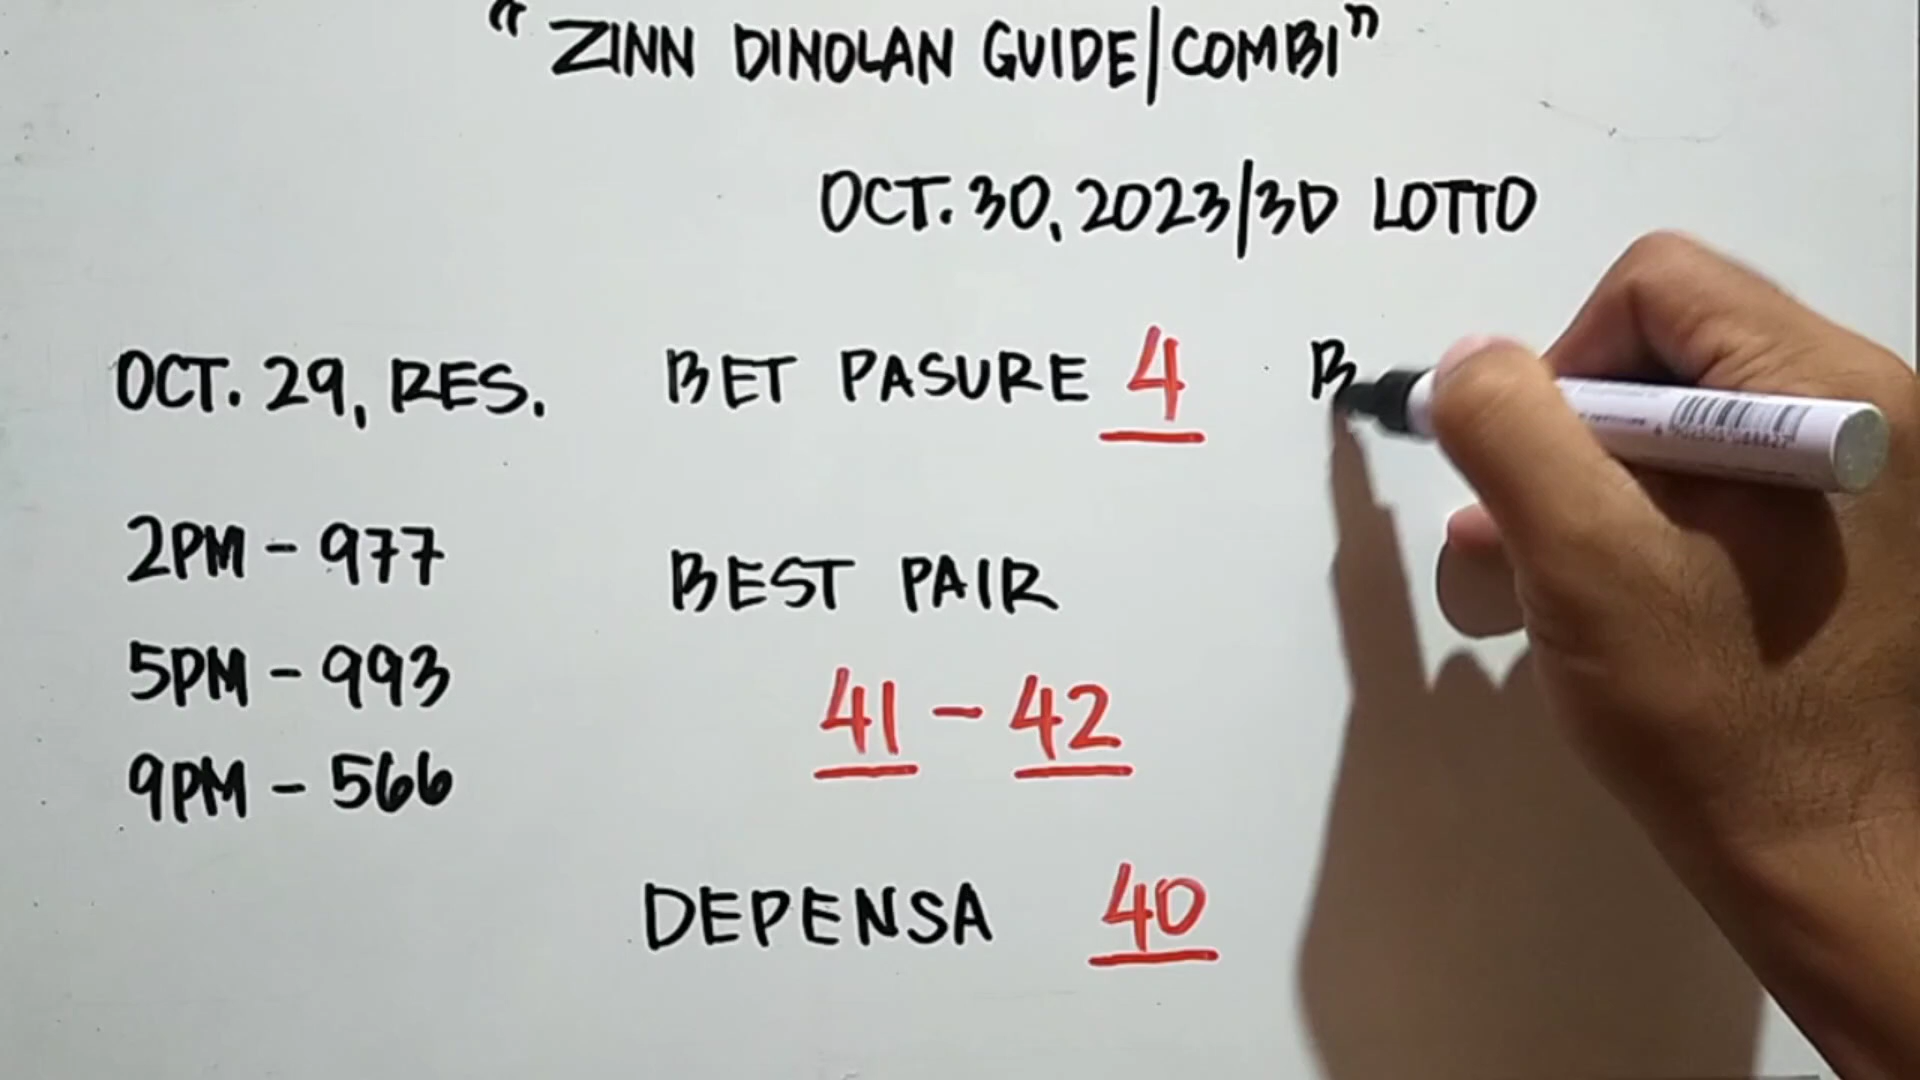 “ZINN DINOLAN GUIDE/COMBI”
OCT. 30, 2023/3D LOTTO
OCT. 29, RES.
2PM - 977
5PM - 993
9PM - 566
BET PASURE 4
BEST PAIR
41 - 42
DEPENSA 40
B